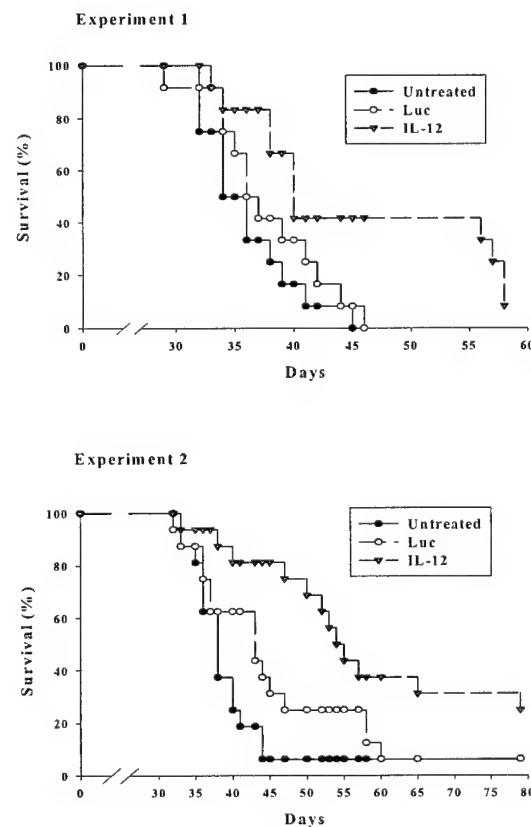 Experiment 1
100
80
60
40
20
0
Survival (%)
Untreated
Luc
IL-12
0 30 35 40 45 50 55 60
Days
Experiment 2
100
80
60
40
20
0
Survival (%)
Untreated
Luc
IL-12
0 30 35 40 45 50 55 60 65 70 75 80
Days